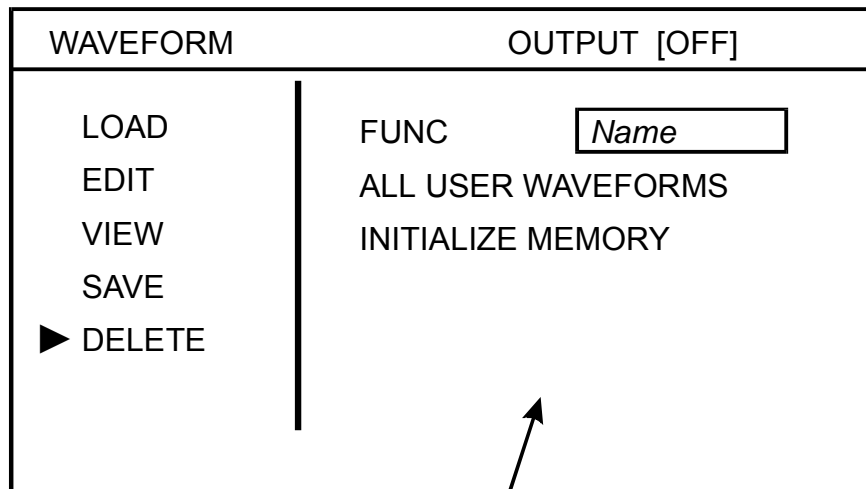 WAVEFORM OUTPUT [OFF]
LOAD
EDIT
VIEW
SAVE
DELETE
FUNC Name
ALL USER WAVEFORMS
INITIALIZE MEMORY